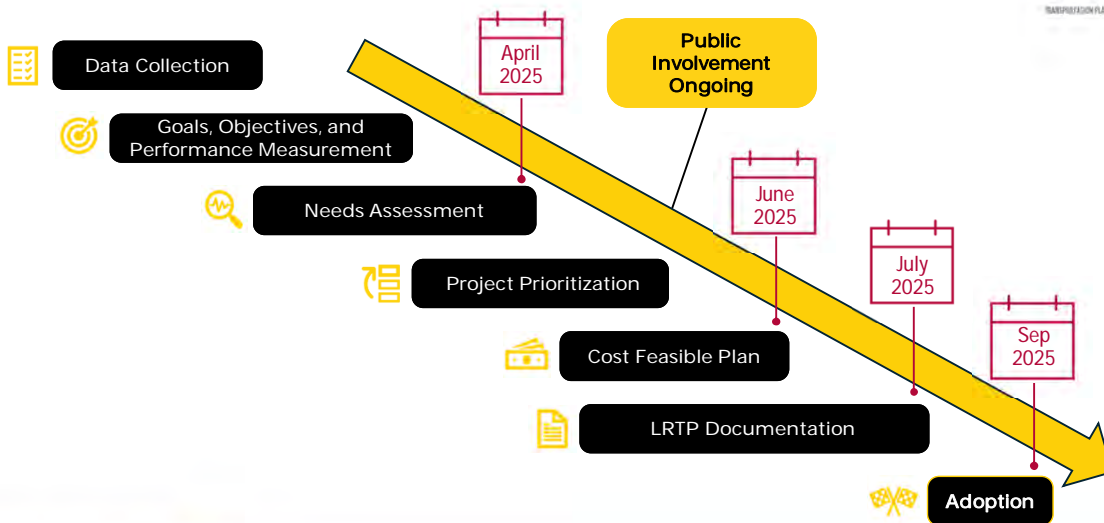 Data Collection
April
2025
Public
Involvement
Ongoing
Goals, Objectives, and
Performance Measurement
Needs Assessment
June
2025
Project Prioritization
July
2025
Cost Feasible Plan
Sep
2025
LRTP Documentation
Adoption